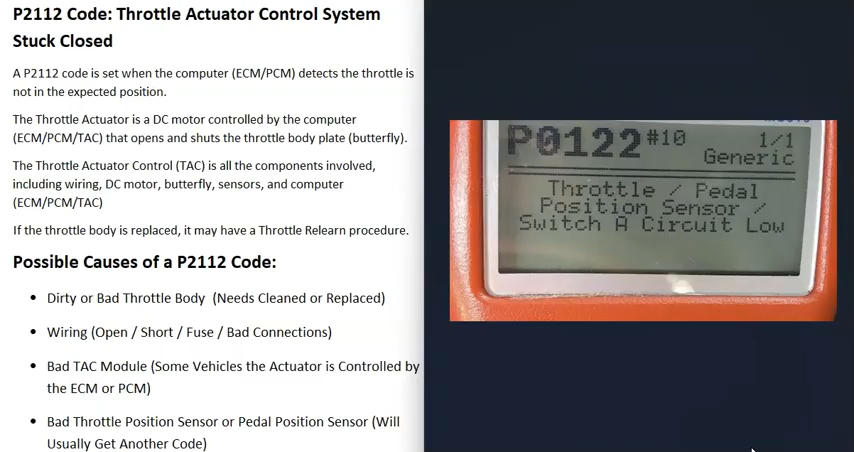 P2112 Code: Throttle Actuator Control System
Stuck Closed
A P2112 code is set when the computer (ECM/PCM) detects the throttle is
not in the expected position.
The Throttle Actuator is a DC motor controlled by the computer
(ECM/PCM/TAC) that opens and shuts the throttle body plate (butterfly).
The Throttle Actuator Control (TAC) is all the components involved,
including wiring, DC motor, butterfly, sensors, and computer
(ECM/PCM/TAC)
If the throttle body is replaced, it may have a Throttle Relearn procedure.
Possible Causes of a P2112 Code:
• Dirty or Bad Throttle Body (Needs Cleaned or Replaced)
• Wiring (Open / Short / Fuse / Bad Connections)
• Bad TAC Module (Some Vehicles the Actuator is Controlled by
the ECM or PCM)
• Bad Throttle Position Sensor or Pedal Position Sensor (Will
Usually Get Another Code)
P0122 #10 1/1
Generic
Throttle / Pedal
Position Sensor /
Switch A Circuit Low